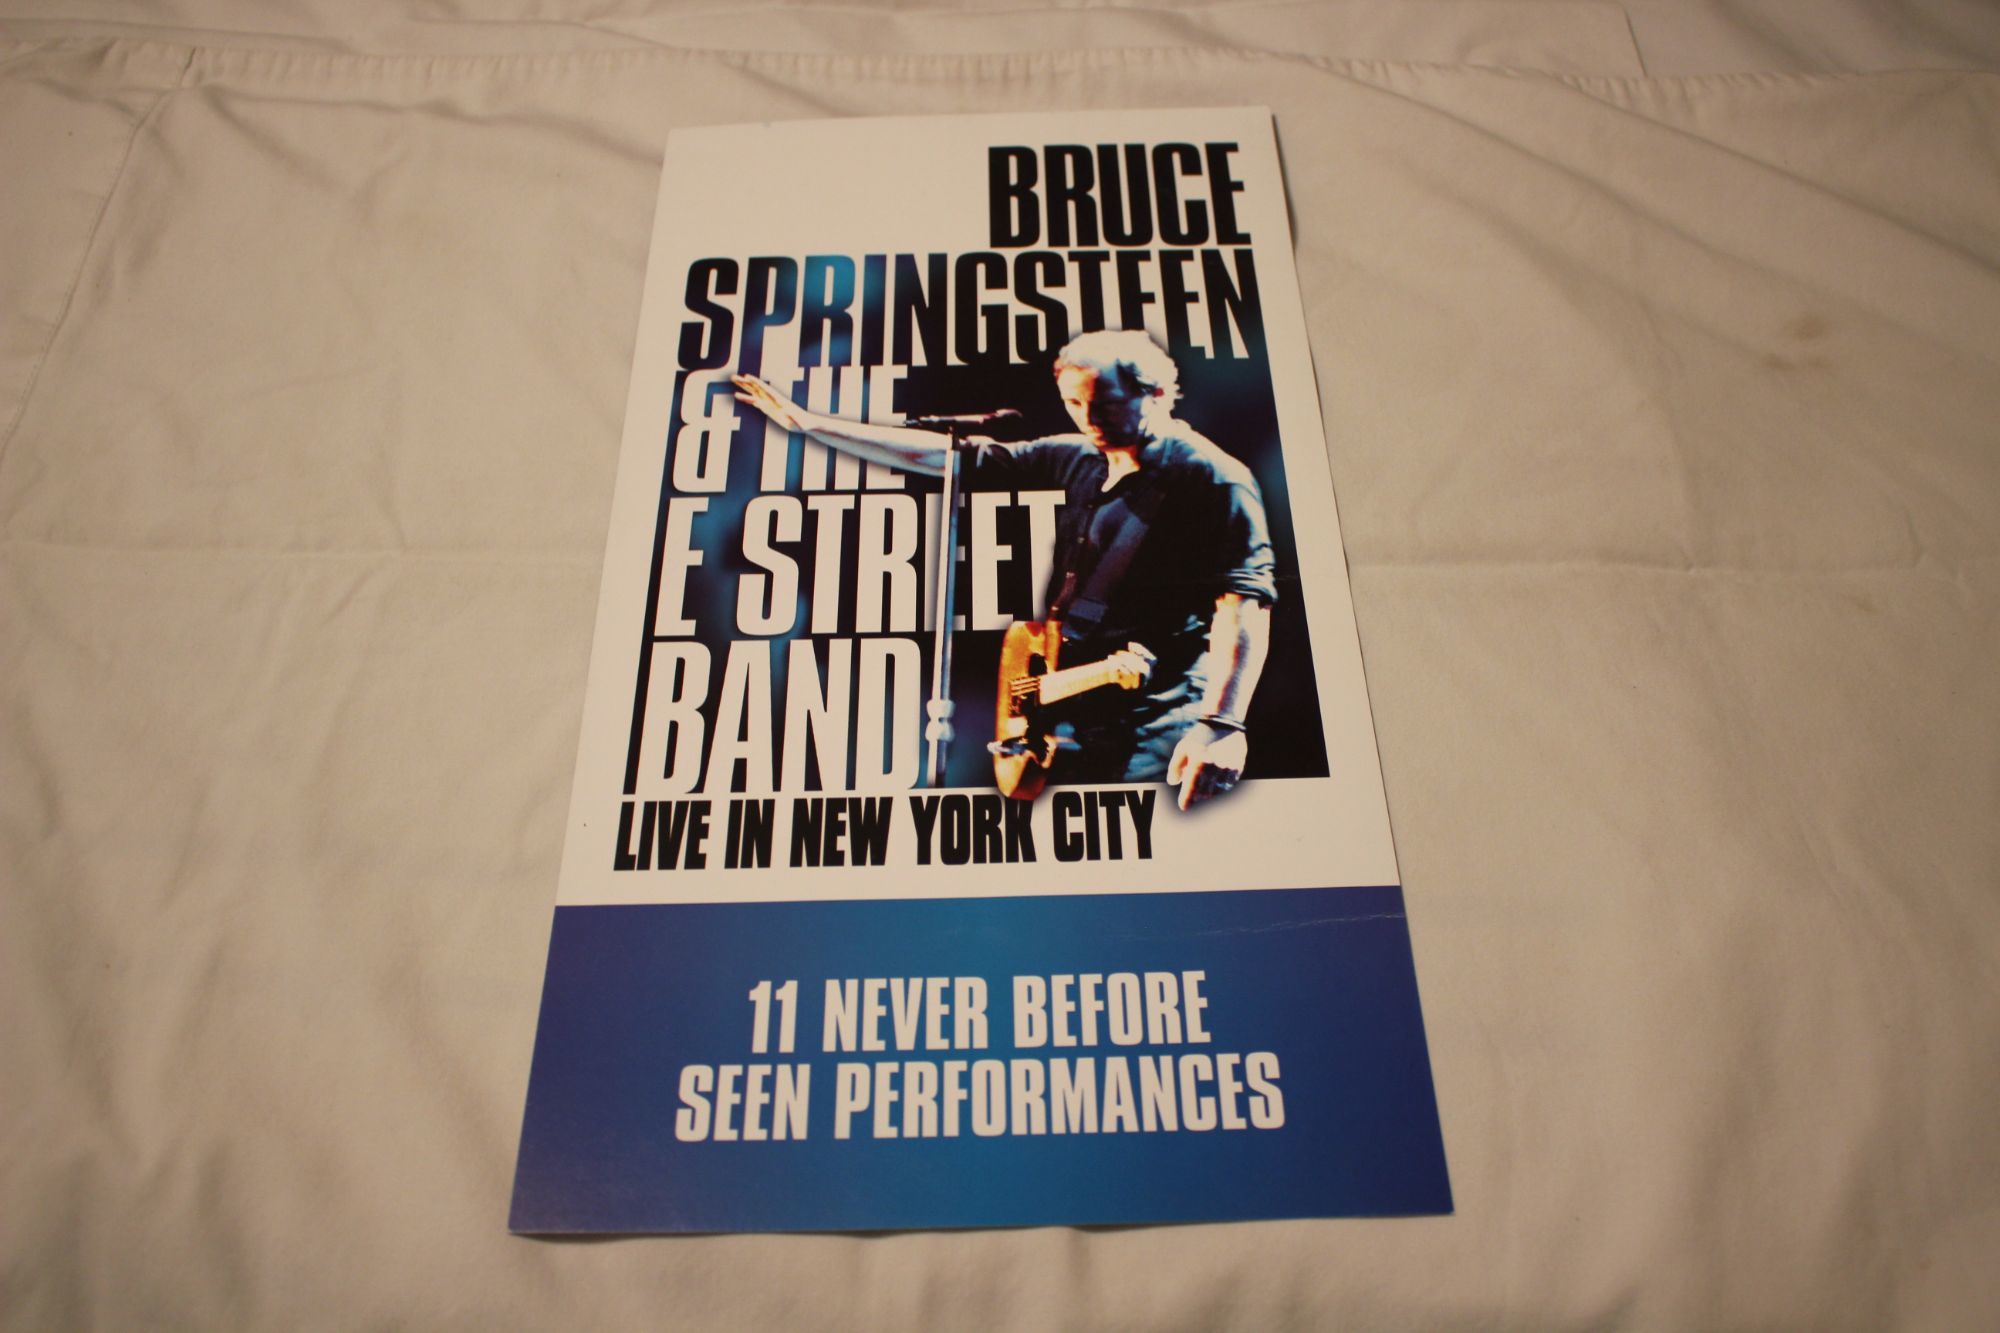 BRUCE
SPRINGSTEEN
& THE
E STREET
BAND
LIVE IN NEW YORK CITY
11 NEVER BEFORE
SEEN PERFORMANCES